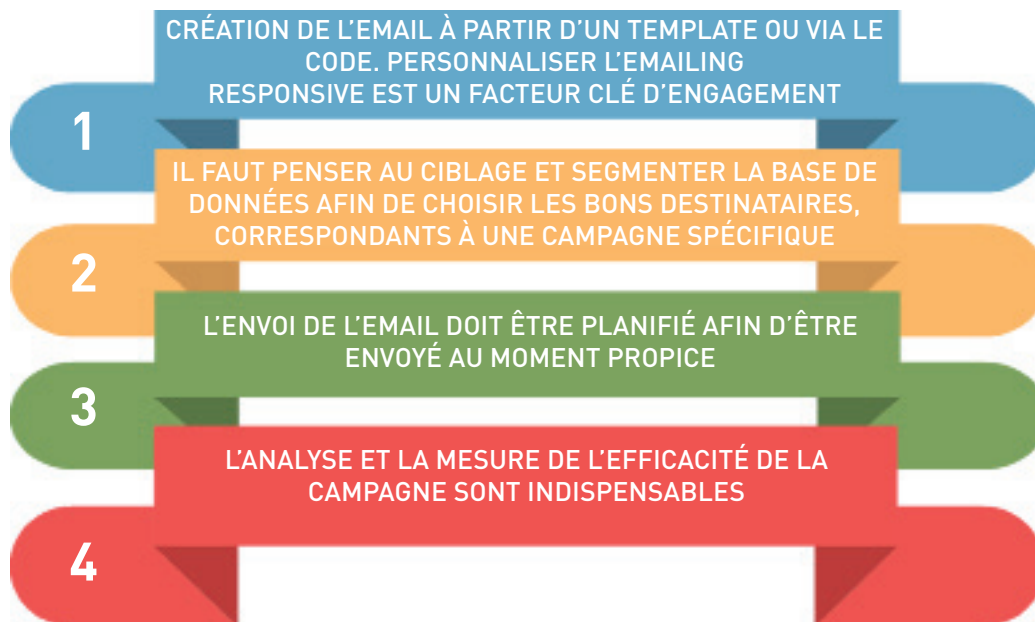 CRÉATION DE L'EMAIL À PARTIR D'UN TEMPLATE OU VIA LE
CODE. PERSONNALISER L'EMAILING
RESPONSIVE EST UN FACTEUR CLÉ D'ENGAGEMENT
1
IL FAUT PENSER AU CIBLAGE ET SEGMENTER LA BASE DE
DONNÉES AFIN DE CHOISIR LES BONS DESTINATAIRES,
CORRESPONDANTS À UNE CAMPAGNE SPÉCIFIQUE
2
L'ENVOI DE L'EMAIL DOIT ÊTRE PLANIFIÉ AFIN D'ÊTRE
ENVOYÉ AU MOMENT PROPICE
3
L'ANALYSE ET LA MESURE DE L'EFFICACITÉ DE LA
CAMPAGNE SONT INDISPENSABLES
4